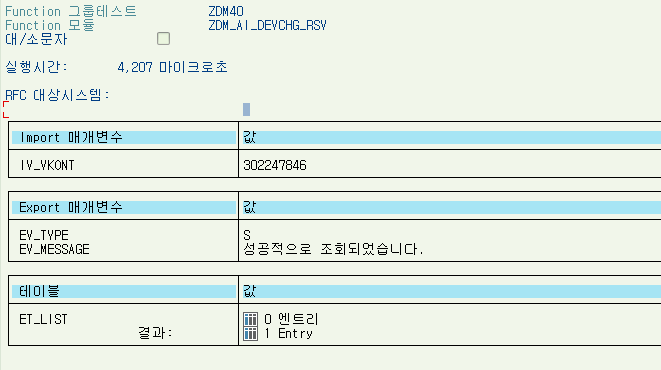 Function 그룹테스트 ZDM40
Function 모듈 ZDM_AI_DEVCHG_RSV
대/소문자
실행시간: 4,207 마이크로초
RFC 대상시스템:
Import 매개변수 값
IV_VKONT 302247846
Export 매개변수 값
EV_TYPE S
EV_MESSAGE 성공적으로 조회되었습니다.
테이블 값
ET_LIST 0 엔트리
결과: 1 Entry